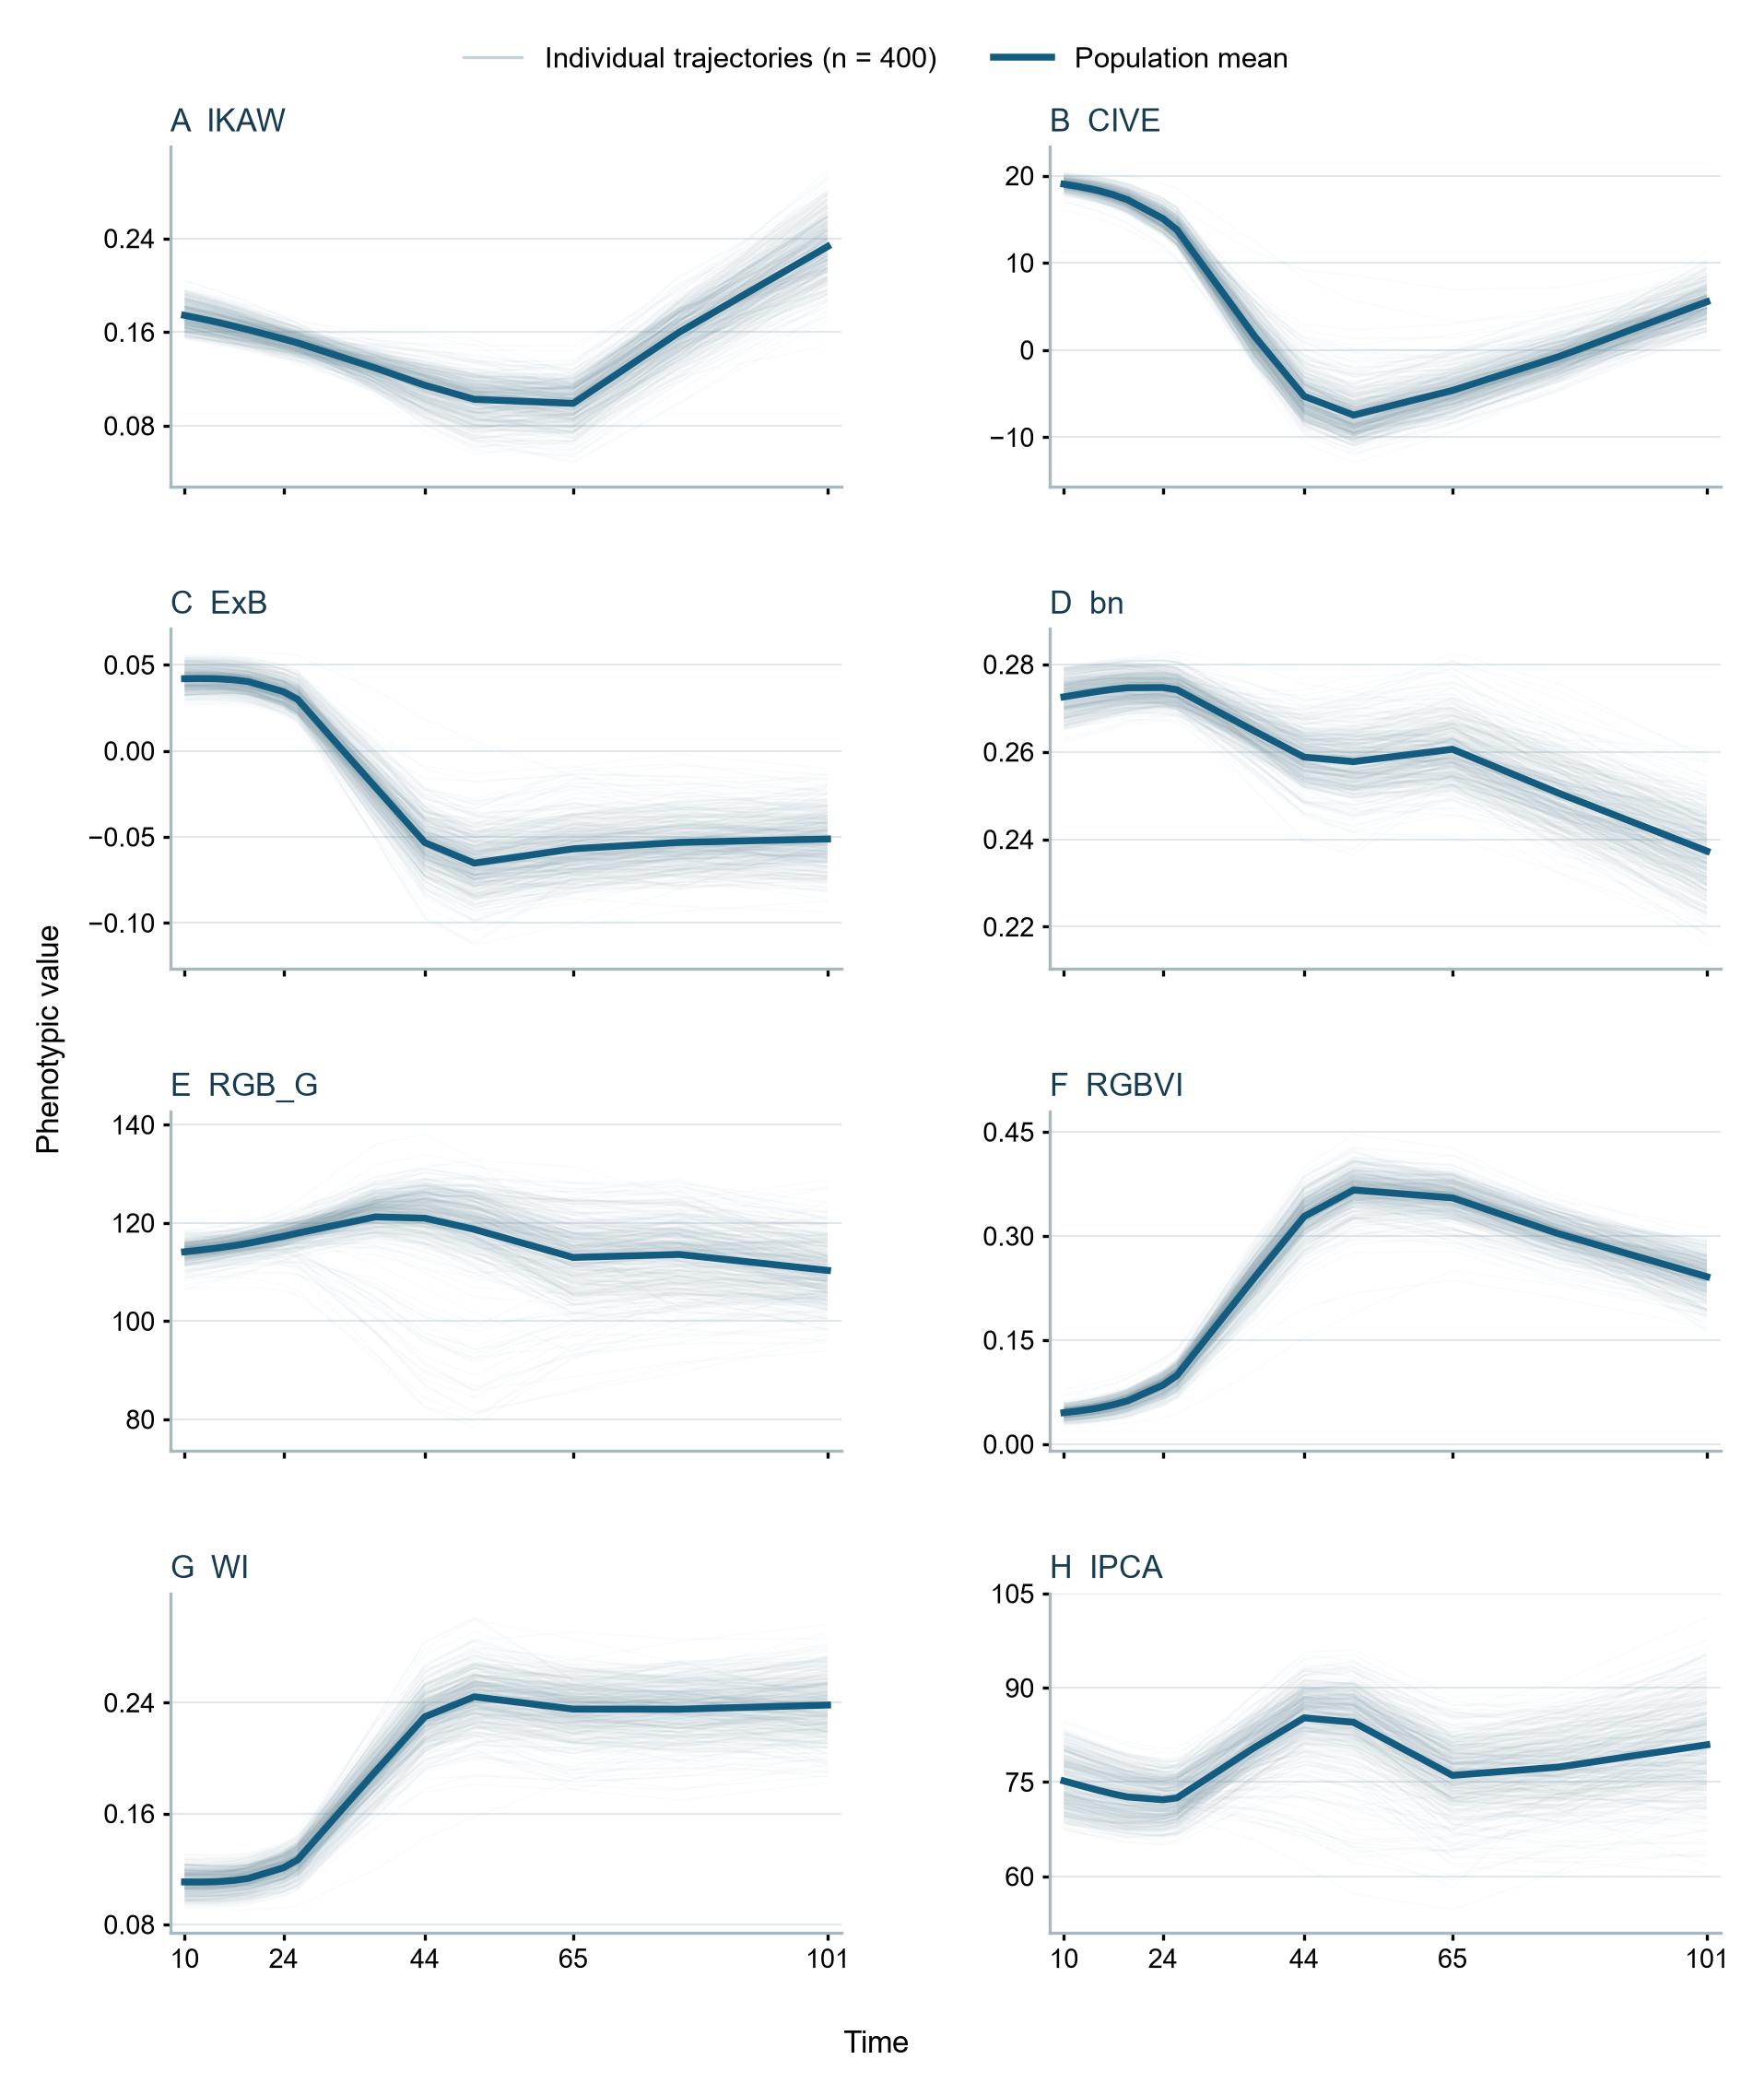 Individual trajectories (n = 400) Population mean
A IKAW
0.24
0.16
0.08
B CIVE
20
10
0
−10
C ExB
0.05
0.00
−0.05
−0.10
D bn
0.28
0.26
0.24
0.22
E RGB_G
140
120
100
80
F RGBVI
0.45
0.30
0.15
0.00
G WI
0.24
0.16
0.08
10 24 44 65 101
H IPCA
105
90
75
60
10 24 44 65 101
Phenotypic value
Time